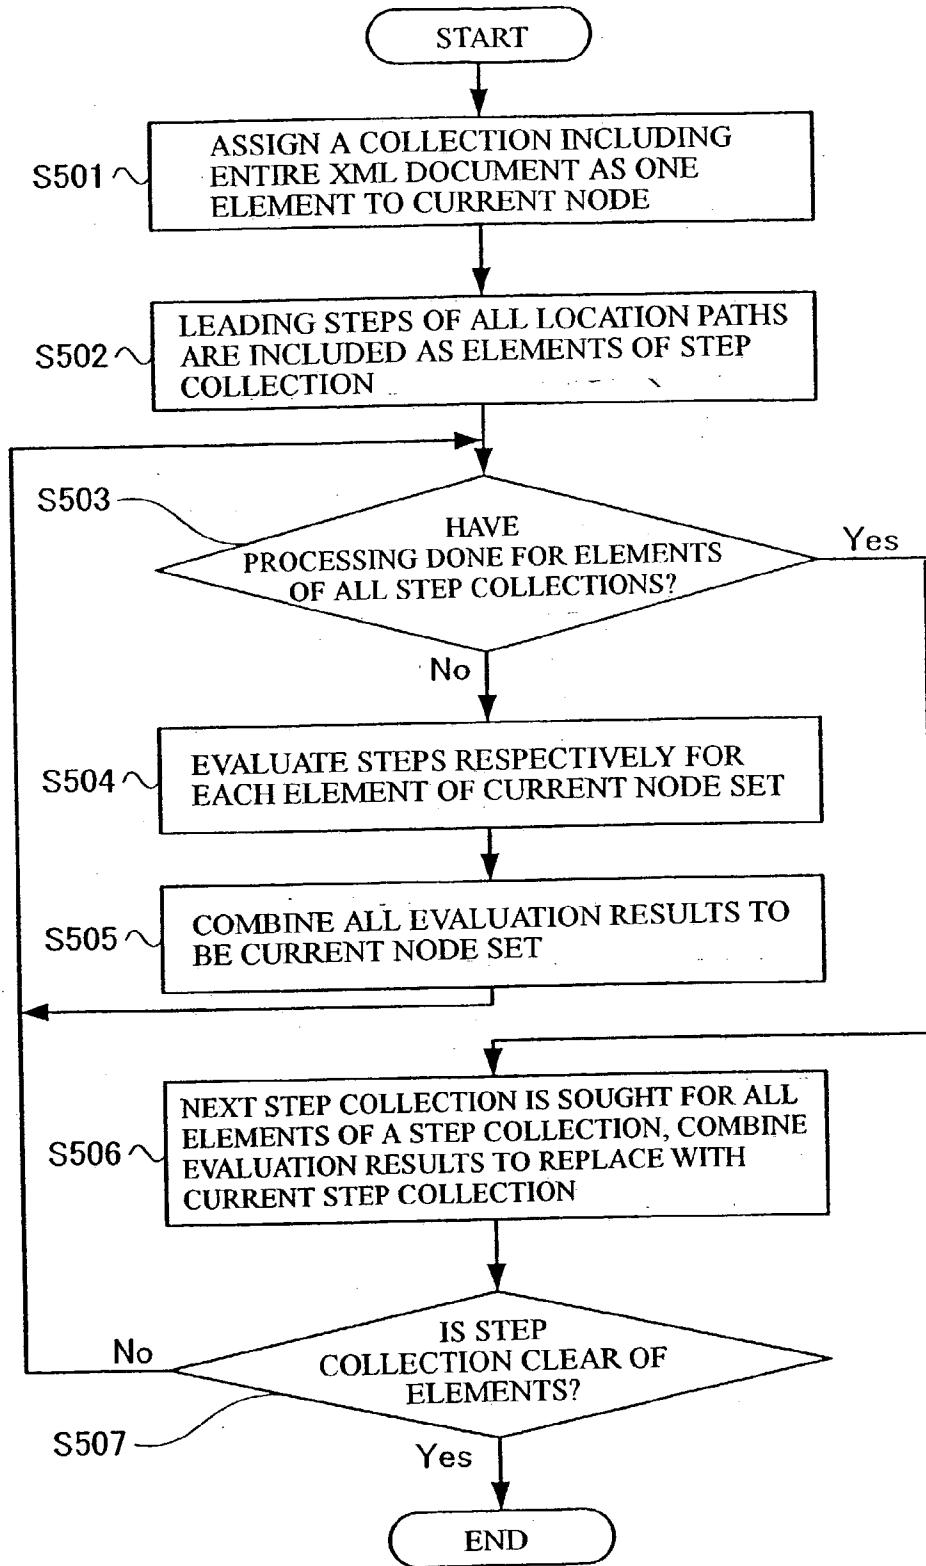 START
S501
ASSIGN A COLLECTION INCLUDING
ENTIRE XML DOCUMENT AS ONE
ELEMENT TO CURRENT NODE
S502
LEADING STEPS OF ALL LOCATION PATHS
ARE INCLUDED AS ELEMENTS OF STEP
COLLECTION
S503
HAVE
PROCESSING DONE FOR ELEMENTS
OF ALL STEP COLLECTIONS?
Yes
No
S504
EVALUATE STEPS RESPECTIVELY FOR
EACH ELEMENT OF CURRENT NODE SET
S505
COMBINE ALL EVALUATION RESULTS TO
BE CURRENT NODE SET
S506
NEXT STEP COLLECTION IS SOUGHT FOR ALL
ELEMENTS OF A STEP COLLECTION, COMBINE
EVALUATION RESULTS TO REPLACE WITH
CURRENT STEP COLLECTION
No
IS STEP
COLLECTION CLEAR OF
ELEMENTS?
S507
Yes
END